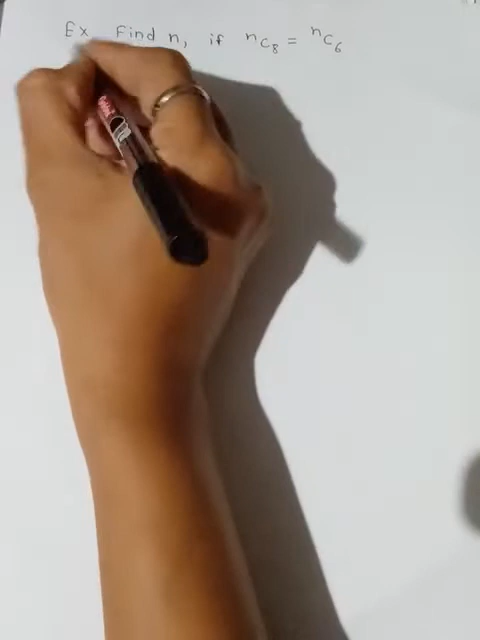 Ex Find n, if ⁿC₈ = ⁿC₆